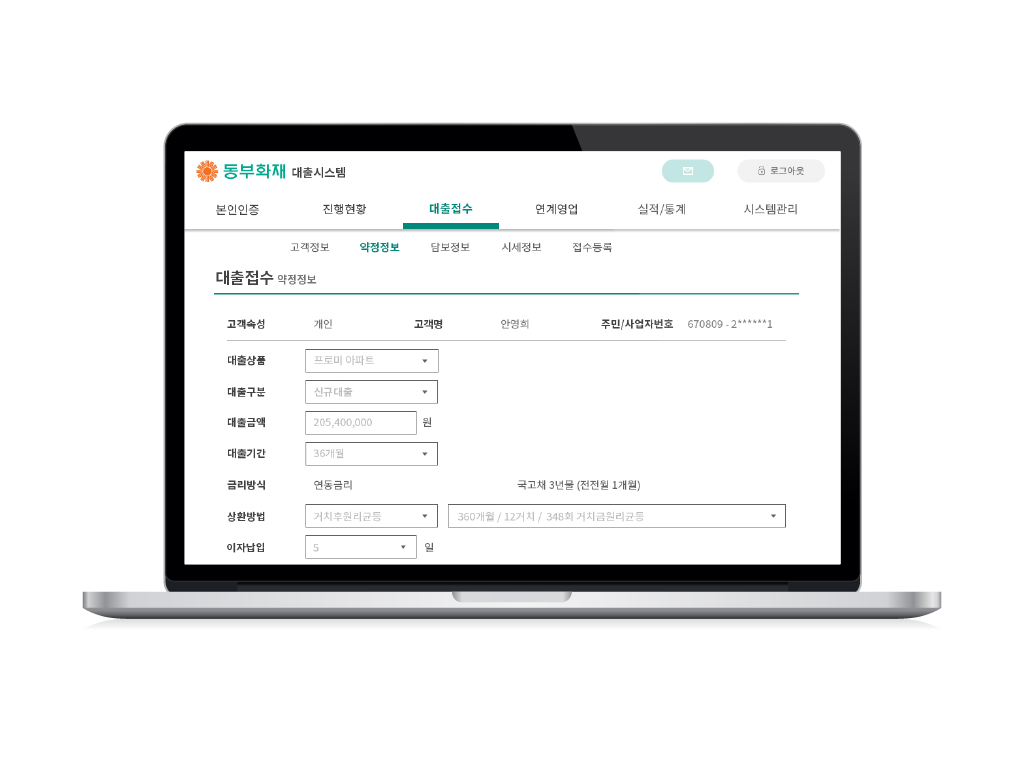 동부화재 대출시스템
로그아웃
본인인증 진행현황 대출접수 연계영업 실적/통계 시스템관리
고객정보 약정정보 담보정보 시세정보 접수등록
대출접수 약정정보
고객속성 개인 고객명 안영희 주민/사업자번호 670809 - 2******1
대출상품 프로미 아파트
대출구분 신규대출
대출금액 205,400,000 원
대출기간 36개월
금리방식 연동금리 국고채 3년물 (전전월 1개월)
상환방법 거치후원리균등 360개월 / 12거치 / 348회 거치금원리균등
이자납입 5 일